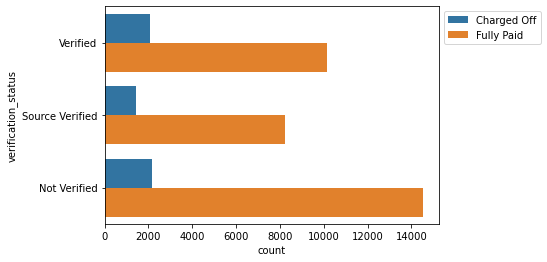 Charged Off
Fully Paid
verification_status
Verified
Source Verified
Not Verified
0 2000 4000 6000 8000 10000 12000 14000
count